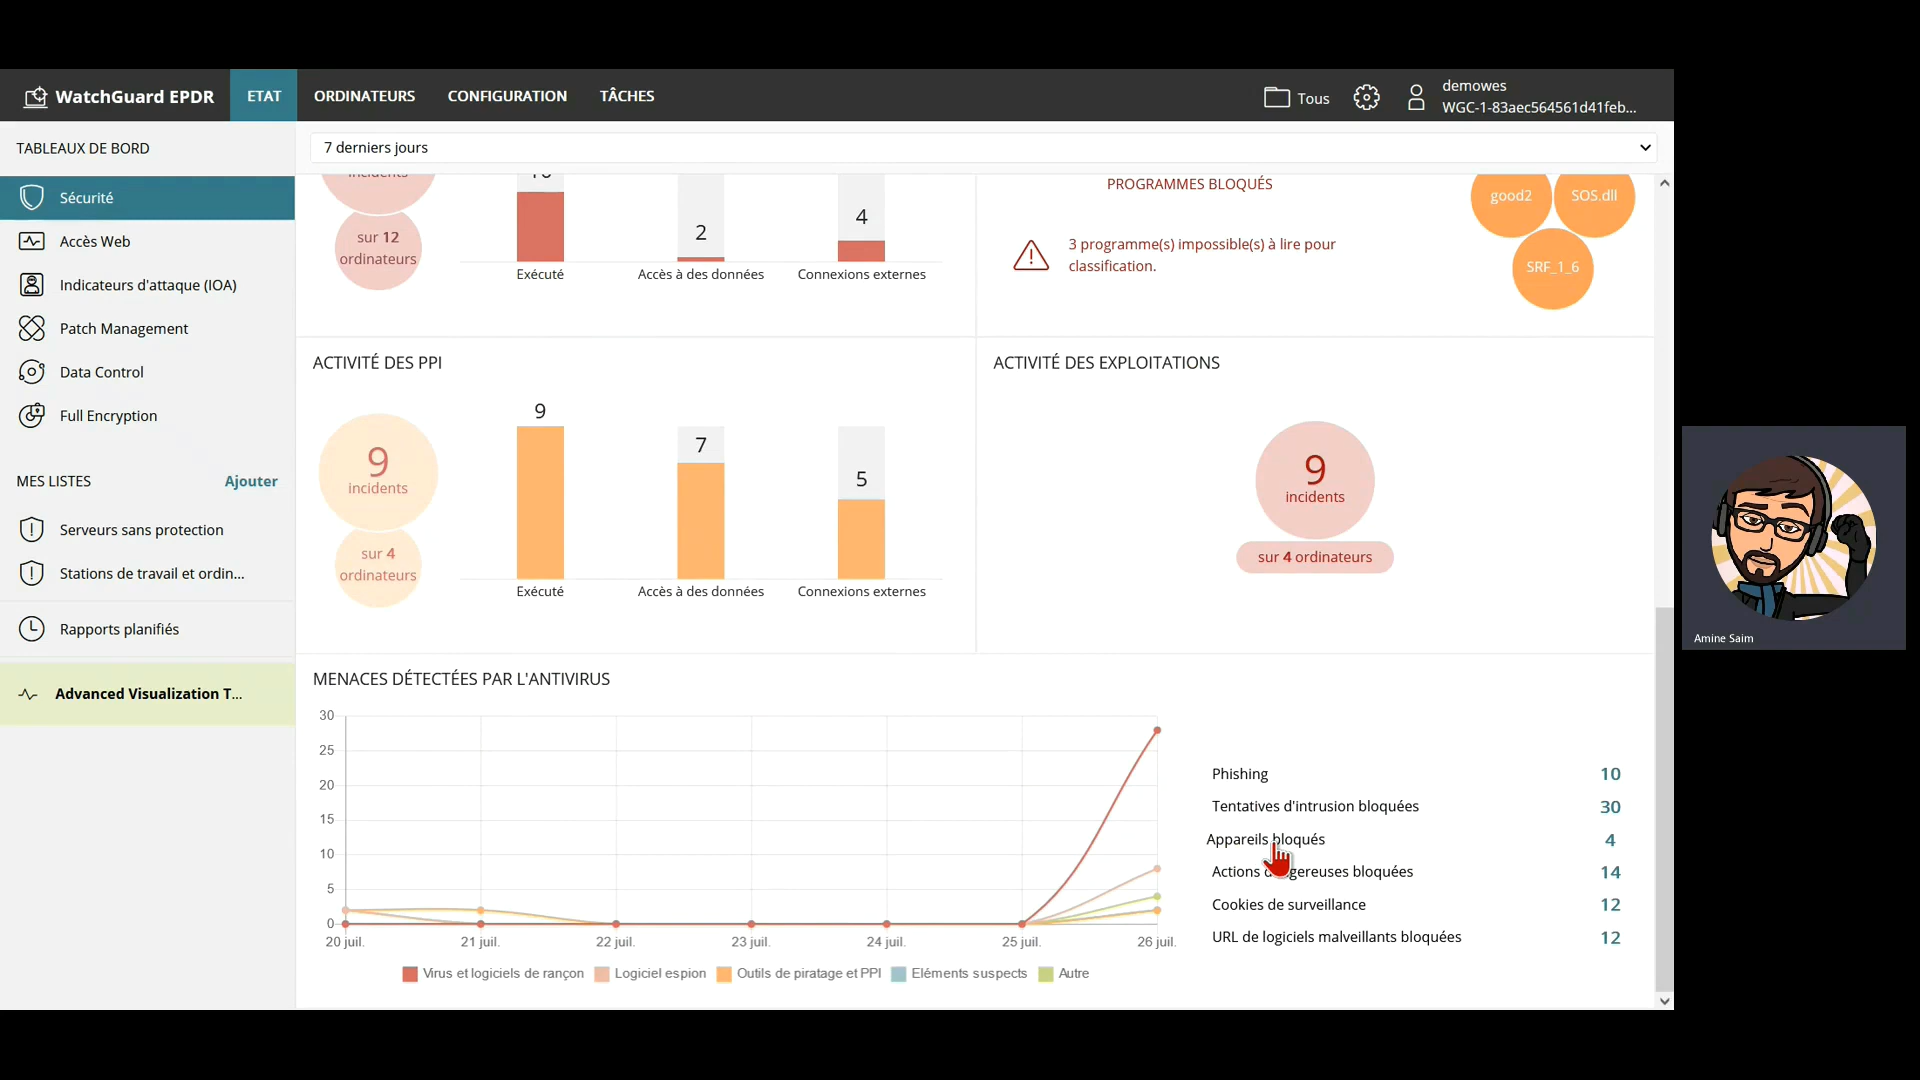 WatchGuard EPDR
ETAT
ORDINATEURS
CONFIGURATION
TÂCHES
Tous
demowes
WGC-1-83aec564561d41feb...
TABLEAUX DE BORD
Sécurité
Accès Web
Indicateurs d'attaque (IOA)
Patch Management
Data Control
Full Encryption
MES LISTES
Ajouter
Serveurs sans protection
Stations de travail et ordin...
Rapports planifiés
Advanced Visualization T...
7 derniers jours
incidents
sur 12
ordinateurs
2
4
Exécuté
Accès à des données
Connexions externes
PROGRAMMES BLOQUÉS
3 programme(s) impossible(s) à lire pour
classification.
good2
SOS.dll
SRF_1_6
ACTIVITÉ DES PPI
9
incidents
sur 4
ordinateurs
9
7
5
Exécuté
Accès à des données
Connexions externes
ACTIVITÉ DES EXPLOITATIONS
9
incidents
sur 4 ordinateurs
MENACES DÉTECTÉES PAR L'ANTIVIRUS
30
25
20
15
10
5
0
20 juil.
21 juil.
22 juil.
23 juil.
24 juil.
25 juil.
26 juil.
Virus et logiciels de rançon
Logiciel espion
Outils de piratage et PPI
Eléments suspects
Autre
Phishing 10
Tentatives d'intrusion bloquées 30
Appareils bloqués 4
Actions dangereuses bloquées 14
Cookies de surveillance 12
URL de logiciels malveillants bloquées 12
Amine Saim